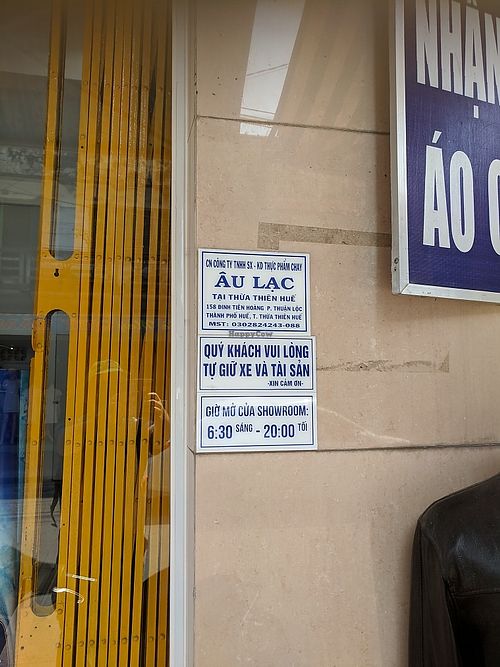 CN CÔNG TY TNHH SX - KD THỰC PHẨM CHAY
ÂU LẠC
TẠI THỪA THIÊN HUẾ
158 ĐINH TIÊN HOÀNG P. THUẬN LỘC
THÀNH PHỐ HUẾ, T. THỪA THIÊN HUẾ
MST: 0302824243-088
HappyCow
QUÝ KHÁCH VUI LÒNG
TỰ GIỮ XE VÀ TÀI SẢN
-XIN CẢM ƠN-
GIỜ MỞ CỬA SHOWROOM:
6:30 SÁNG - 20:00 TỐI
NHẬN
ÁO